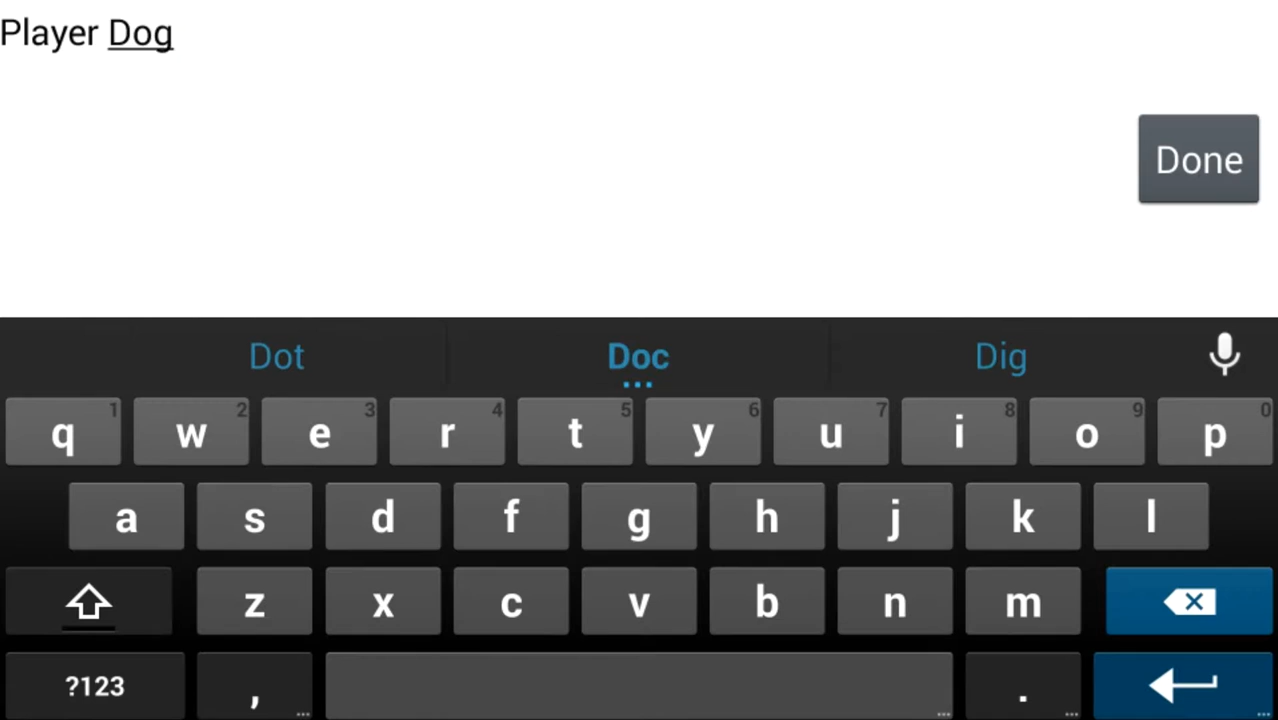 Player Dog
Done
Dot Doc Dig
q 1 w 2 e 3 r 4 t 5 y 6 u 7 i 8 o 9 p 0
a s d f g h j k l
z x c v b n m
?123 , .